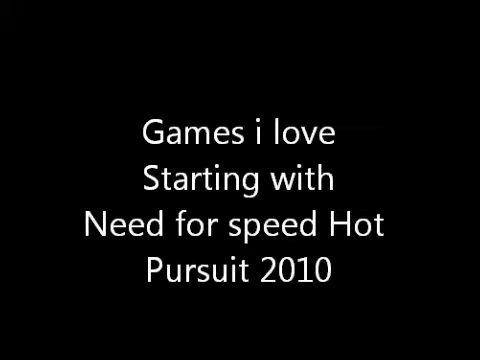 Games i love
Starting with
Need for speed Hot
Pursuit 2010